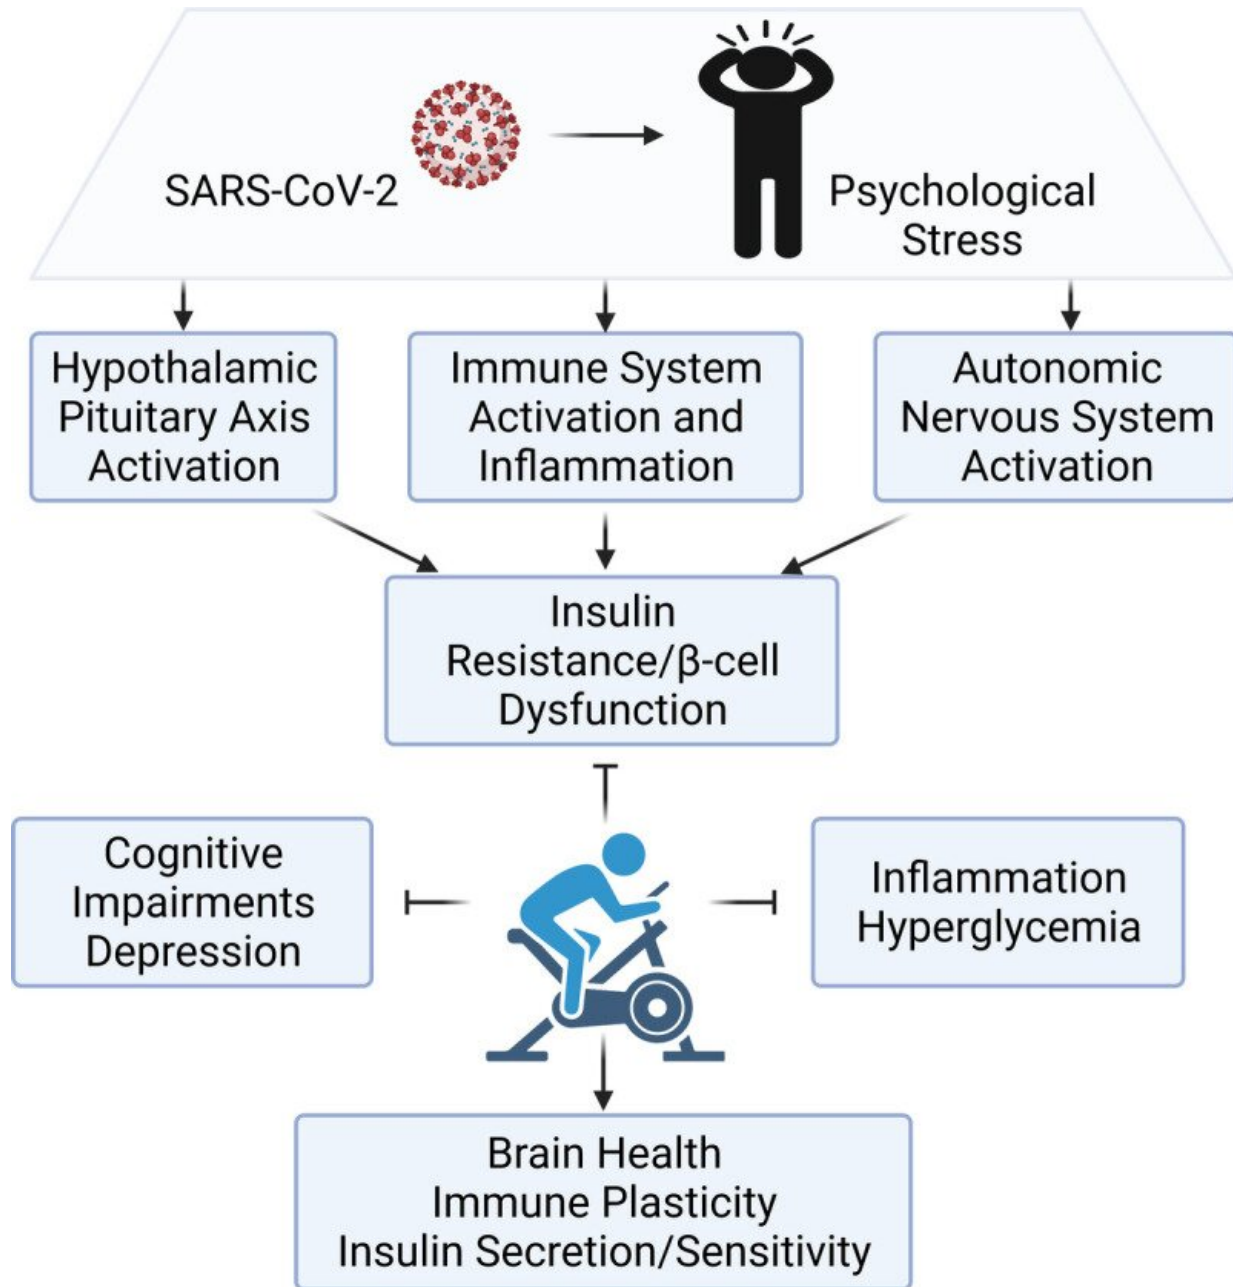 SARS-CoV-2
Psychological
Stress
Hypothalamic
Pituitary Axis
Activation
Immune System
Activation and
Inflammation
Autonomic
Nervous System
Activation
Insulin
Resistance/β-cell
Dysfunction
Cognitive
Impairments
Depression
Inflammation
Hyperglycemia
Brain Health
Immune Plasticity
Insulin Secretion/Sensitivity